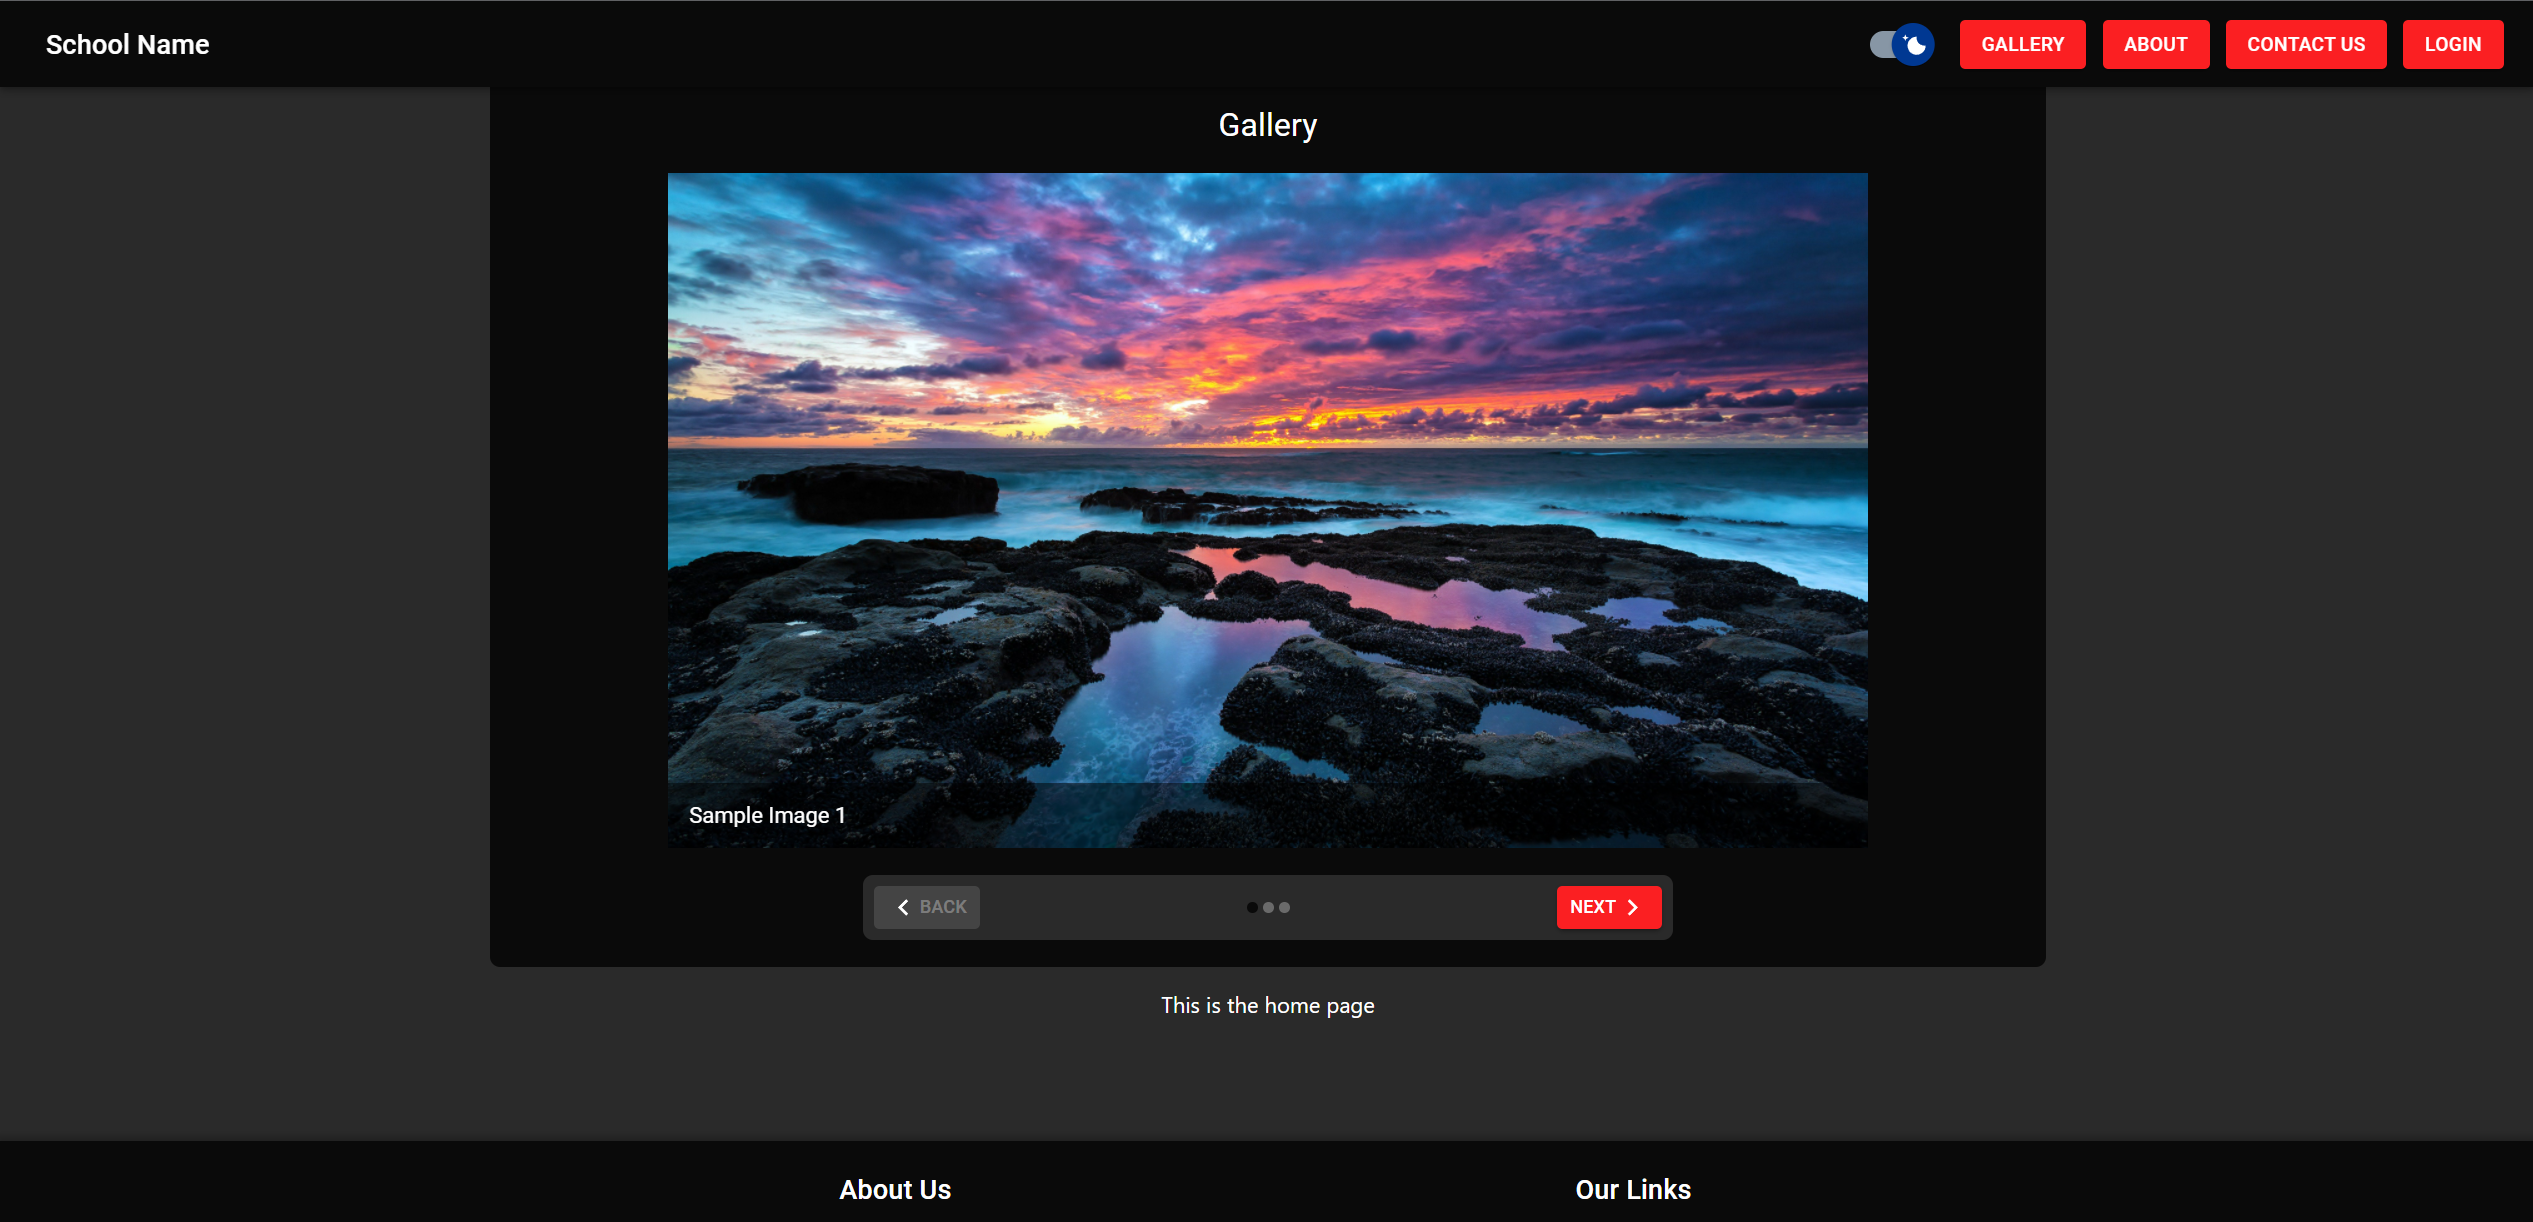 School Name
GALLERY
ABOUT
CONTACT US
LOGIN
Gallery
Sample Image 1
BACK
NEXT
This is the home page
About Us
Our Links